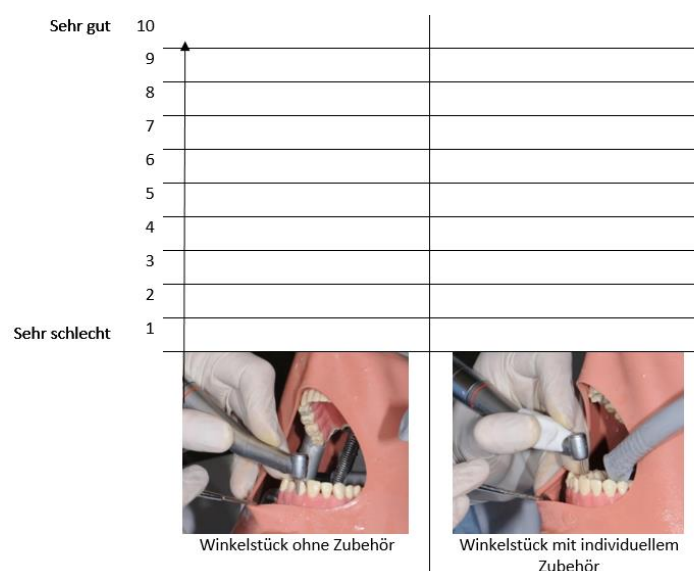 Sehr gut 10
9
8
7
6
5
4
3
2
Sehr schlecht 1
Winkelstück ohne Zubehör
Winkelstück mit individuellem
Zubehör